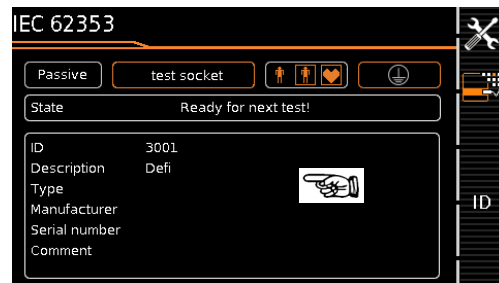 IEC 62353
Passive test socket
State Ready for next test!
ID 3001
Description Defi
Type
Manufacturer
Serial number
Comment
ID